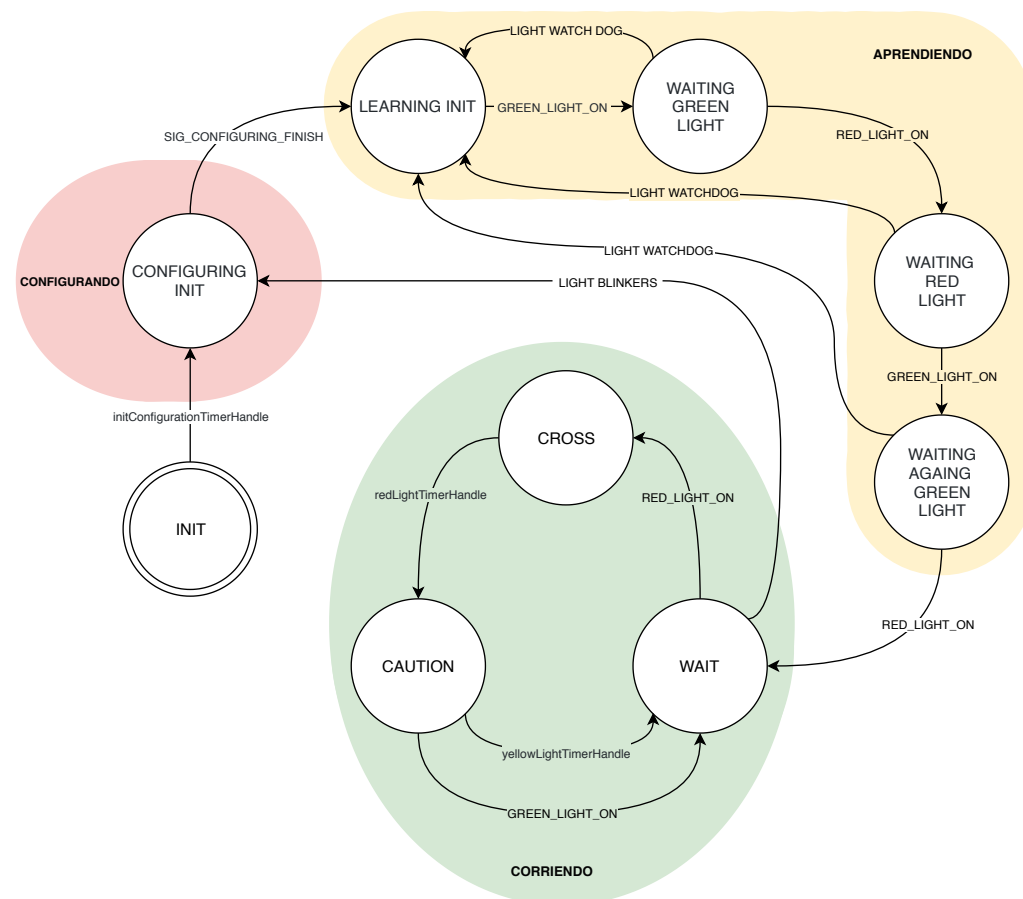 LIGHT WATCH DOG
APRENDIENDO
LEARNING INIT
GREEN_LIGHT_ON
WAITING
GREEN
LIGHT
RED_LIGHT_ON
SIG_CONFIGURING_FINISH
LIGHT WATCHDOG
LIGHT WATCHDOG
CONFIGURANDO
CONFIGURING
INIT
LIGHT BLINKERS
WAITING
RED
LIGHT
GREEN_LIGHT_ON
initConfigurationTimerHandle
CROSS
WAITING
AGAING
GREEN
LIGHT
redLightTimerHandle
RED_LIGHT_ON
INIT
RED_LIGHT_ON
CAUTION
WAIT
yellowLightTimerHandle
GREEN_LIGHT_ON
CORRIENDO